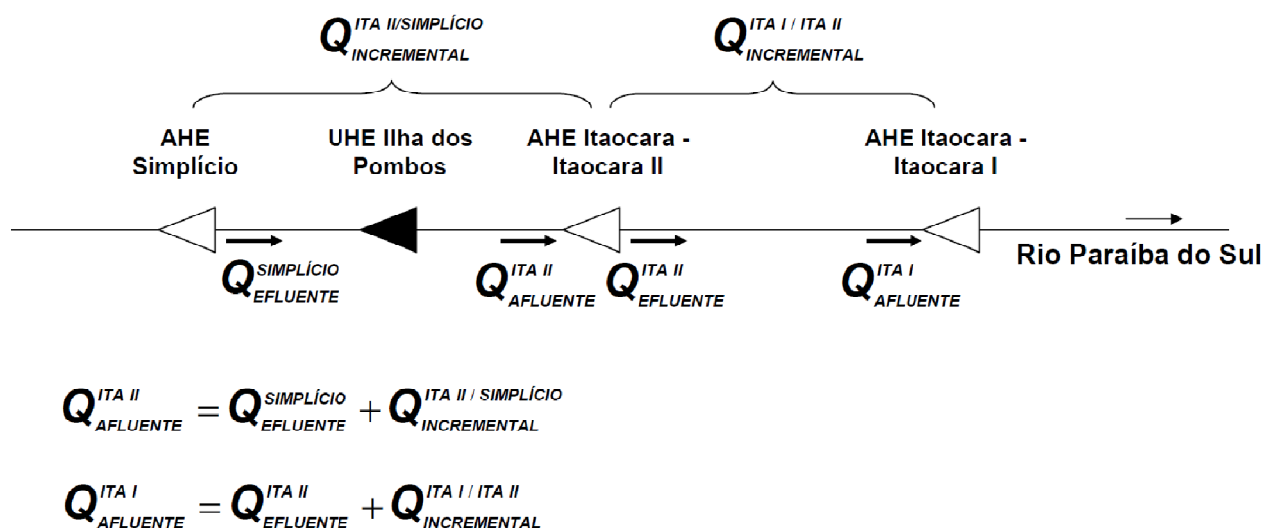 Q ITA II/SIMPLÍCIO INCREMENTAL
Q ITA I / ITA II INCREMENTAL
AHE Simplício
UHE Ilha dos Pombos
AHE Itaocara - Itaocara II
AHE Itaocara - Itaocara I
Rio Paraíba do Sul
Q SIMPLÍCIO EFLUENTE
Q ITA II AFLUENTE
Q ITA II EFLUENTE
Q ITA I AFLUENTE
Q ITA II AFLUENTE = Q SIMPLÍCIO EFLUENTE + Q ITA II / SIMPLÍCIO INCREMENTAL
Q ITA I AFLUENTE = Q ITA II EFLUENTE + Q ITA I / ITA II INCREMENTAL